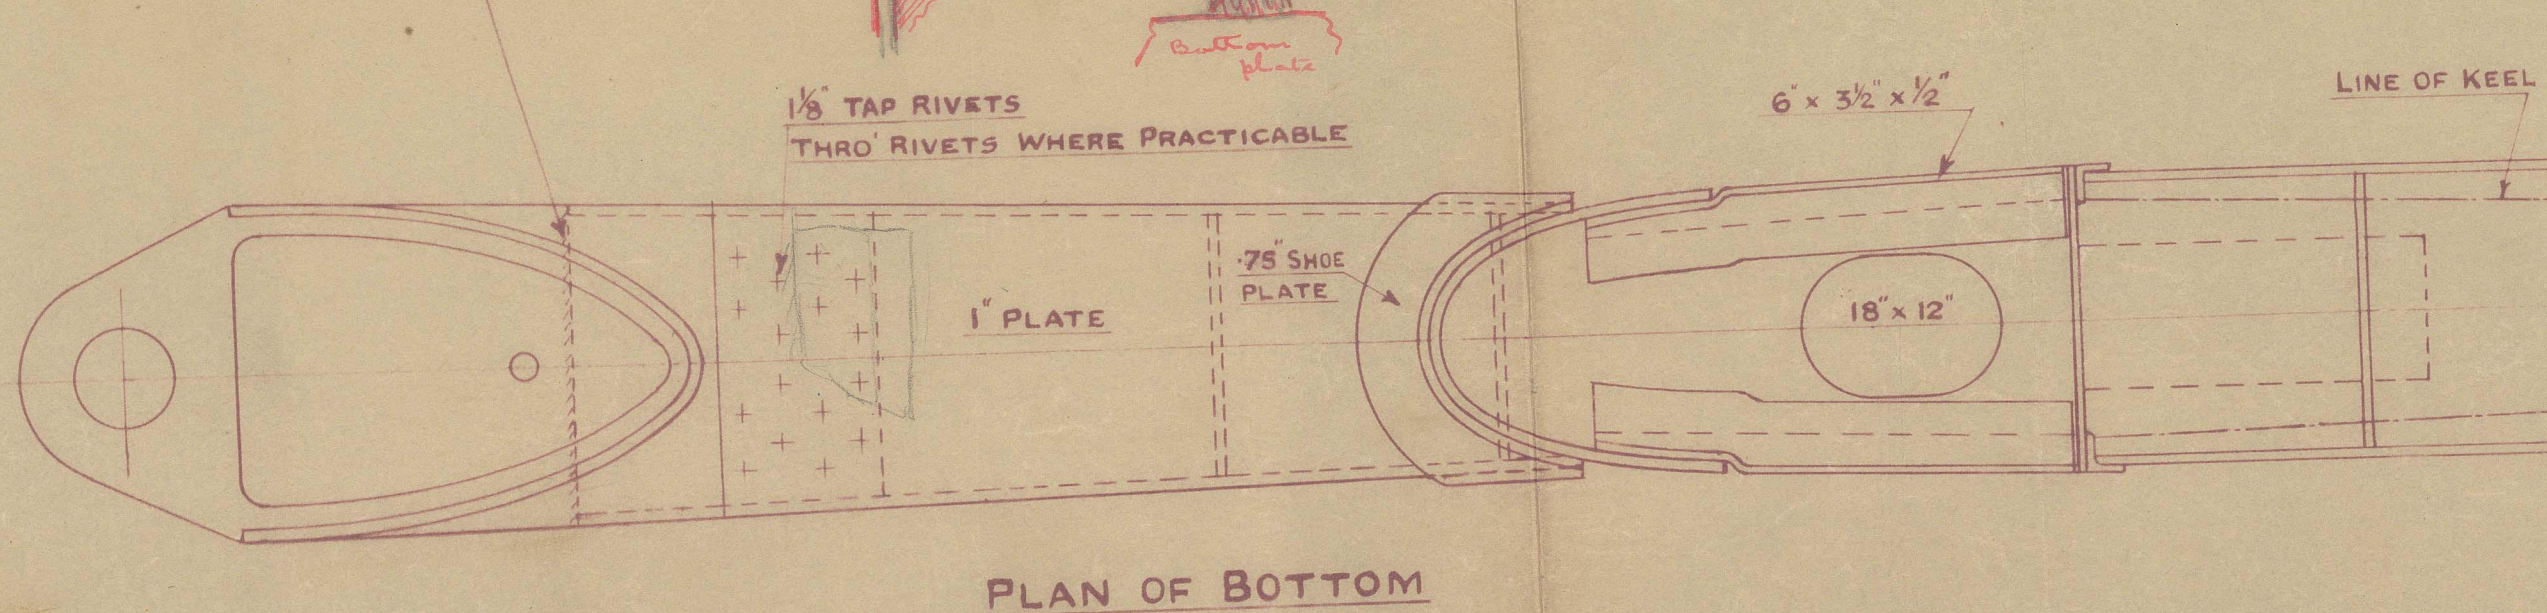 Bottom
plate
1⅛" TAP RIVETS
THRO' RIVETS WHERE PRACTICABLE
6" × 3½" × ½"
LINE OF KEEL
.75" SHOE
PLATE
1" PLATE
18" × 12"
PLAN OF BOTTOM